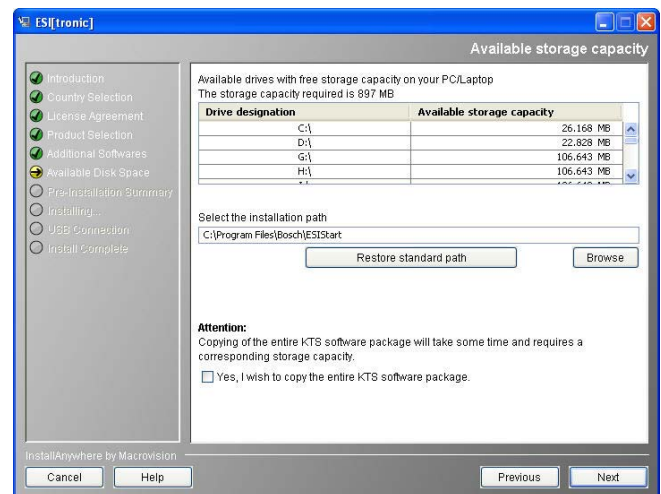 ESI[tronic]
Available storage capacity
Introduction
Country Selection
License Agreement
Product Selection
Additional Softwares
Available Disk Space
Pre-Installation Summary
Installing...
USB Connection
Install Complete
Available drives with free storage capacity on your PC/Laptop
The storage capacity required is 897 MB
Drive designation Available storage capacity
C:\ 26.168 MB
D:\ 22.828 MB
G:\ 106.643 MB
H:\ 106.643 MB
Select the installation path
C:\Program Files\Bosch\ESIStart
Restore standard path Browse
Attention:
Copying of the entire KTS software package will take some time and requires a
corresponding storage capacity.
Yes, I wish to copy the entire KTS software package.
InstallAnywhere by Macrovision
Cancel Help Previous Next